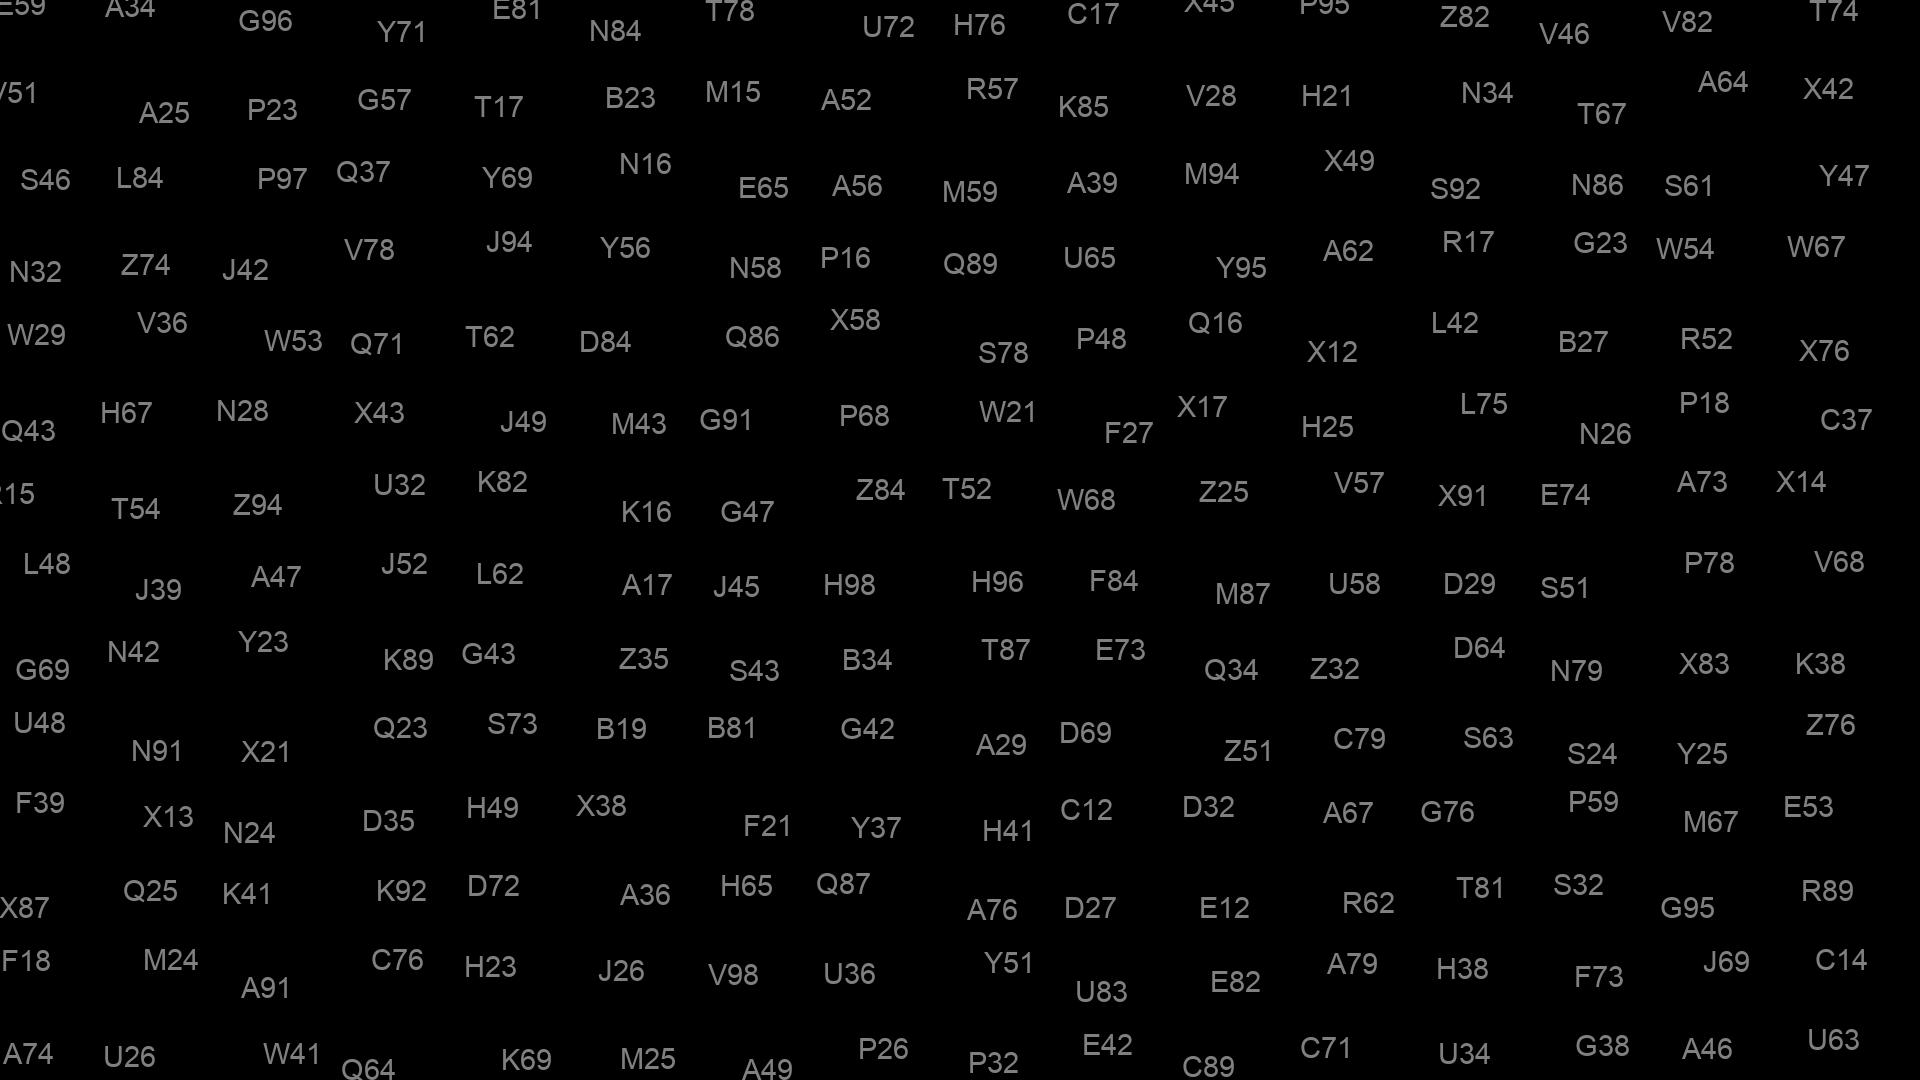 E59 A34 G96 Y71 E81 N84 T78 U72 H76 C17 X45 P95 Z82 V46 V82 T74
V51 A25 P23 G57 T17 B23 M15 A52 R57 K85 V28 H21 N34 T67 A64 X42
S46 L84 P97 Q37 Y69 N16 E65 A56 M59 A39 M94 X49 S92 N86 S61 Y47
N32 Z74 J42 V78 J94 Y56 N58 P16 Q89 U65 Y95 A62 R17 G23 W54 W67
W29 V36 W53 Q71 T62 D84 Q86 X58 S78 P48 Q16 X12 L42 B27 R52 X76
Q43 H67 N28 X43 J49 M43 G91 P68 W21 F27 X17 H25 L75 N26 P18 C37
T54 Z94 U32 K82 K16 G47 Z84 T52 W68 Z25 V57 X91 E74 A73 X14
L48 J39 A47 J52 L62 A17 J45 H98 H96 F84 M87 U58 D29 S51 P78 V68
G69 N42 Y23 K89 G43 Z35 S43 B34 T87 E73 Q34 Z32 D64 N79 X83 K38
U48 N91 X21 Q23 S73 B19 B81 G42 A29 D69 Z51 C79 S63 S24 Y25 Z76
F39 X13 N24 D35 H49 X38 F21 Y37 H41 C12 D32 A67 G76 P59 M67 E53
X87 Q25 K41 K92 D72 A36 H65 Q87 A76 D27 E12 R62 T81 S32 G95 R89
F18 M24 A91 C76 H23 J26 V98 U36 Y51 U83 E82 A79 H38 F73 J69 C14
A74 U26 W41 Q64 K69 M25 A49 P26 P32 E42 C89 C71 U34 G38 A46 U63